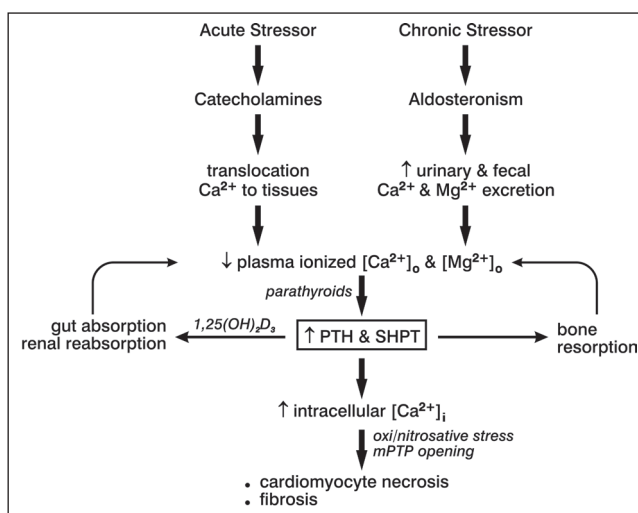 Acute Stressor
Chronic Stressor
Catecholamines
Aldosteronism
translocation
Ca²⁺ to tissues
↑ urinary & fecal
Ca²⁺ & Mg²⁺ excretion
↓ plasma ionized [Ca²⁺]ₒ & [Mg²⁺]ₒ
parathyroids
gut absorption
renal reabsorption
1,25(OH)₂D₃
↑ PTH & SHPT
bone
resorption
↑ intracellular [Ca²⁺]ᵢ
oxi/nitrosative stress
mPTP opening
• cardiomyocyte necrosis
• fibrosis